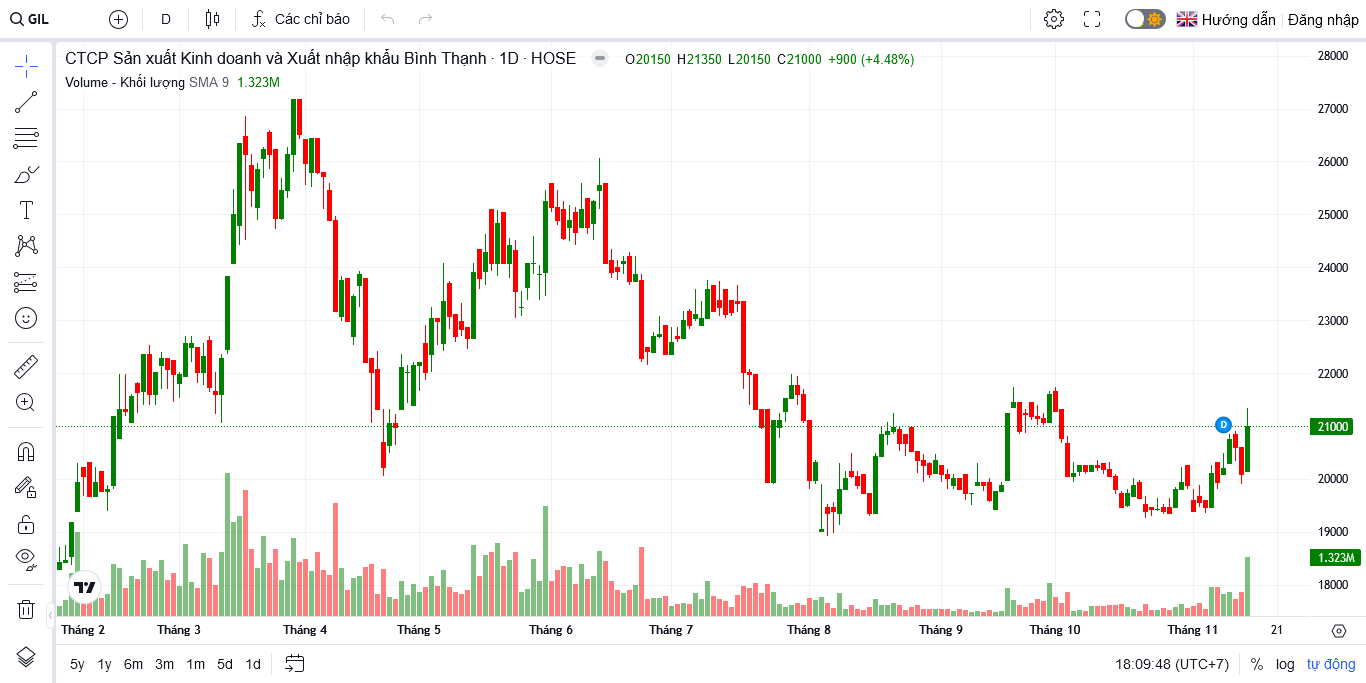 GIL
D
Các chỉ báo
Hướng dẫn
Đăng nhập
CTCP Sản xuất Kinh doanh và Xuất nhập khẩu Bình Thạnh · 1D · HOSE
O20150 H21350 L20150 C21000 +900 (+4.48%)
Volume - Khối lượng SMA 9 1.323M
28000
27000
26000
25000
24000
23000
22000
21000
20000
19000
1.323M
18000
D
Tháng 2 Tháng 3 Tháng 4 Tháng 5 Tháng 6 Tháng 7 Tháng 8 Tháng 9 Tháng 10 Tháng 11 21
5y 1y 6m 3m 1m 5d 1d
18:09:48 (UTC+7) % log tự động